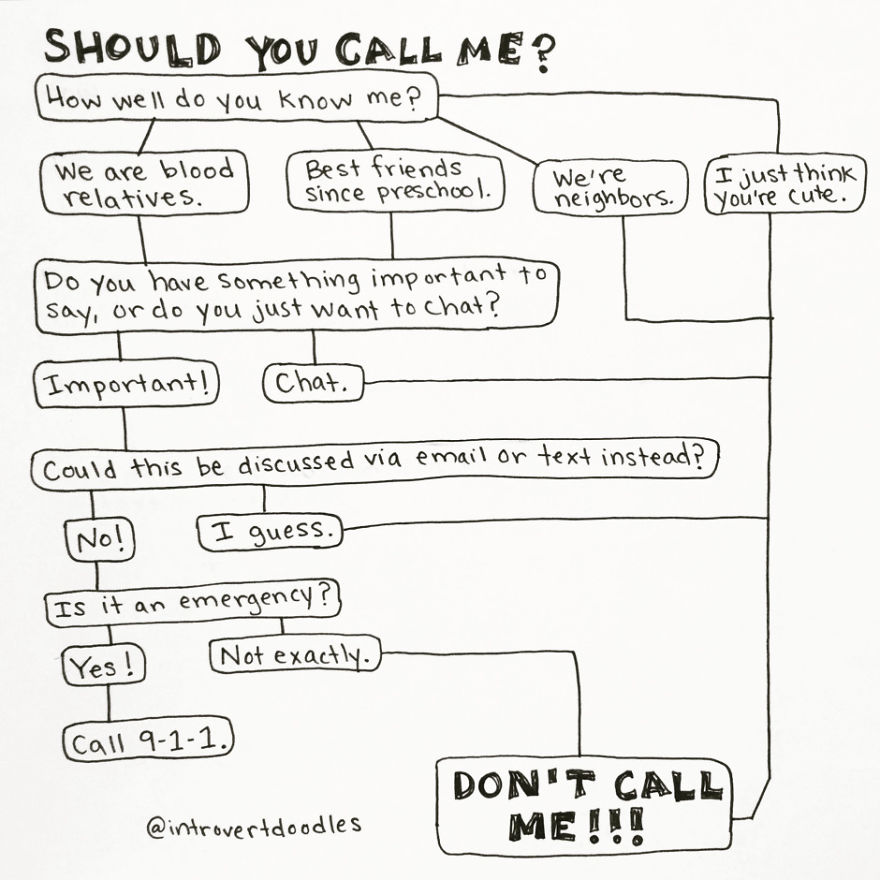 SHOULD YOU CALL ME?
How well do you know me?
We are blood
relatives.
Best friends
since preschool.
We're
neighbors.
I just think
you're cute.
Do you have something important to
say, or do you just want to chat?
Important!
Chat.
Could this be discussed via email or text instead?
No!
I guess.
Is it an emergency?
Yes!
Not exactly.
Call 9-1-1.
DON'T CALL
ME!!!
@introvertdoodles